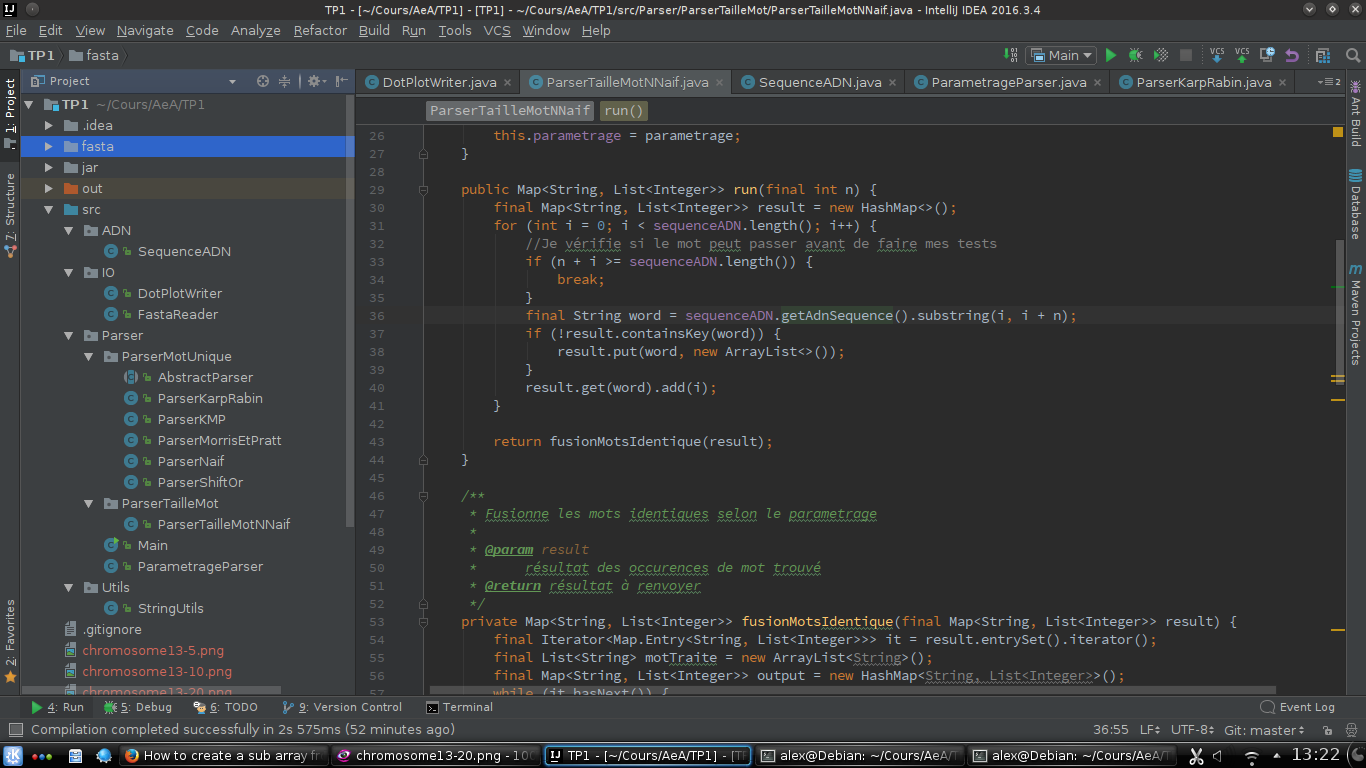 TP1 - [~/Cours/AeA/TP1] - [TP1] - ~/Cours/AeA/TP1/src/Parser/ParserTailleMot/ParserTailleMotNNaif.java - IntelliJ IDEA 2016.3.4
File Edit View Navigate Code Analyze Refactor Build Run Tools VCS Window Help
TP1 fasta Main VCS VCS
Project
DotPlotWriter.java ParserTailleMotNNaif.java SequenceADN.java ParametrageParser.java ParserKarpRabin.java
ParserTailleMotNNaif run()
1: Project
7: Structure
2: Favorites
TP1 ~/Cours/AeA/TP1
.idea
fasta
jar
out
src
ADN
SequenceADN
IO
DotPlotWriter
FastaReader
Parser
ParserMotUnique
AbstractParser
ParserKarpRabin
ParserKMP
ParserMorrisEtPratt
ParserNaif
ParserShiftOr
ParserTailleMot
ParserTailleMotNNaif
Main
ParametrageParser
Utils
StringUtils
.gitignore
chromosome13-5.png
chromosome13-10.png
chromosome13-20.png
26 this.parametrage = parametrage;
27 }
28
29 public Map<String, List<Integer>> run(final int n) {
30 final Map<String, List<Integer>> result = new HashMap<>();
31 for (int i = 0; i < sequenceADN.length(); i++) {
32 //Je vérifie si le mot peut passer avant de faire mes tests
33 if (n + i >= sequenceADN.length()) {
34 break;
35 }
36 final String word = sequenceADN.getAdnSequence().substring(i, i + n);
37 if (!result.containsKey(word)) {
38 result.put(word, new ArrayList<>());
39 }
40 result.get(word).add(i);
41 }
42
43 return fusionMotsIdentique(result);
44 }
45
46 /**
47 * Fusionne les mots identiques selon le parametrage
48 *
49 * @param result
50 * résultat des occurences de mot trouvé
51 * @return résultat à renvoyer
52 */
53 private Map<String, List<Integer>> fusionMotsIdentique(final Map<String, List<Integer>> result) {
54 final Iterator<Map.Entry<String, List<Integer>>> it = result.entrySet().iterator();
55 final List<String> motTraite = new ArrayList<String>();
56 final Map<String, List<Integer>> output = new HashMap<String, List<Integer>>();
57 while (it.hasNext()) {
Ant Build
Database
Maven Projects
4: Run 5: Debug 6: TODO 9: Version Control Terminal Event Log
Compilation completed successfully in 2s 575ms (52 minutes ago) 36:55 LF UTF-8 Git: master
How to create a sub array fr chromosome13-20.png - 100 TP1 - [~/Cours/AeA/TP1] - [TP alex@Debian: ~/Cours/AeA/T alex@Debian: ~/Cours/AeA/T 13:22